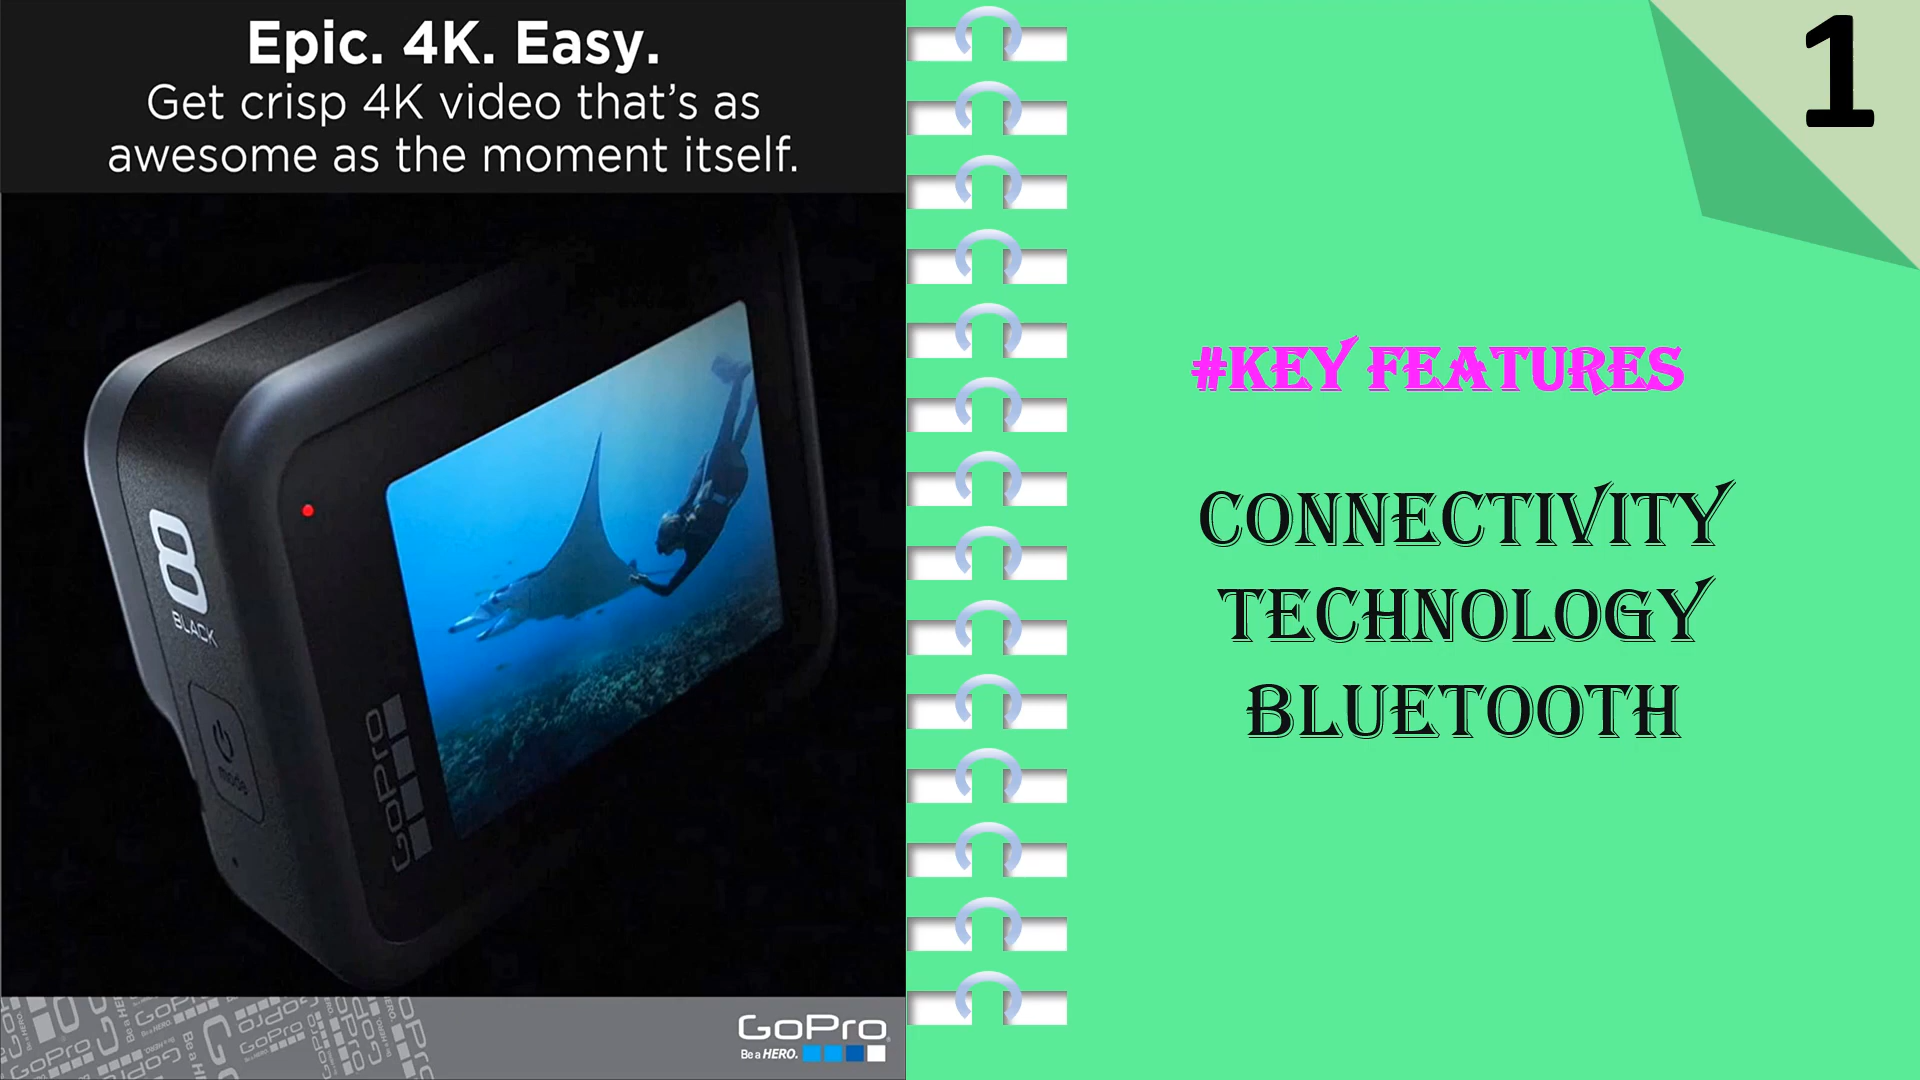 Epic. 4K. Easy.
Get crisp 4K video that's as
awesome as the moment itself.
8
BLACK
mode
GoPro
GoPro
Be a HERO.
1
#KEY FEATURES
CONNECTIVITY
TECHNOLOGY
BLUETOOTH